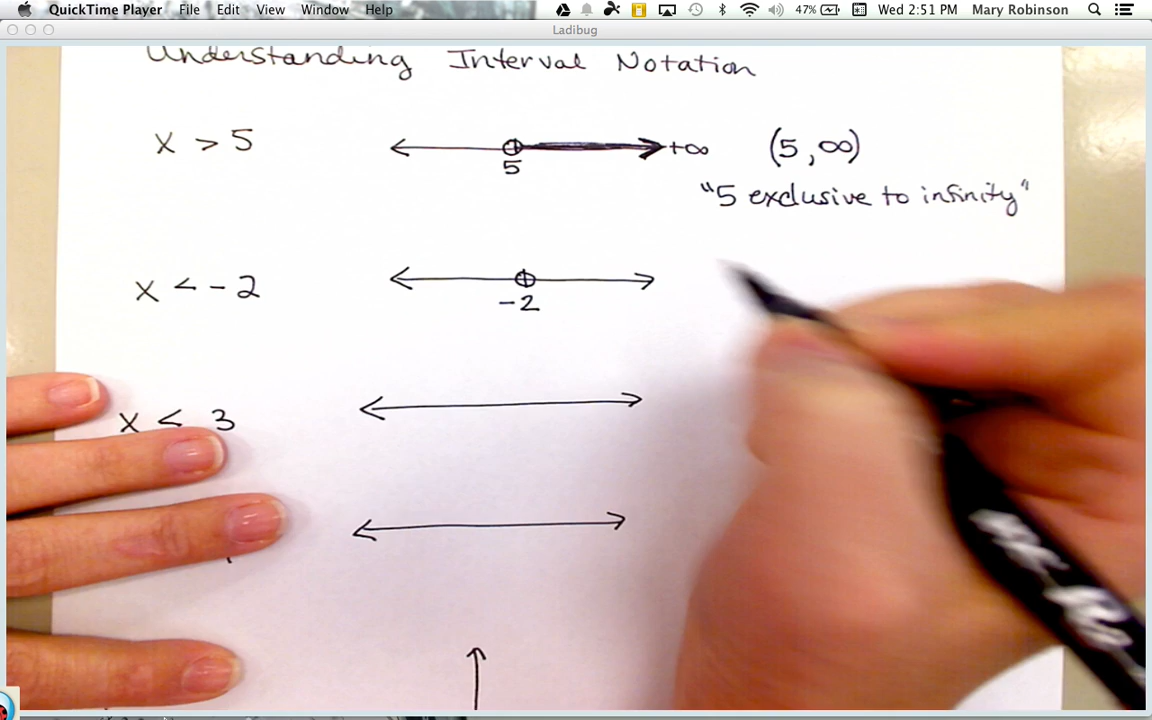 QuickTime Player File Edit View Window Help 47% Wed 2:51 PM Mary Robinson
Ladibug
Understanding Interval Notation
x > 5
5
+∞
(5,∞)
"5 exclusive to infinity"
x < -2
-2
x < 3